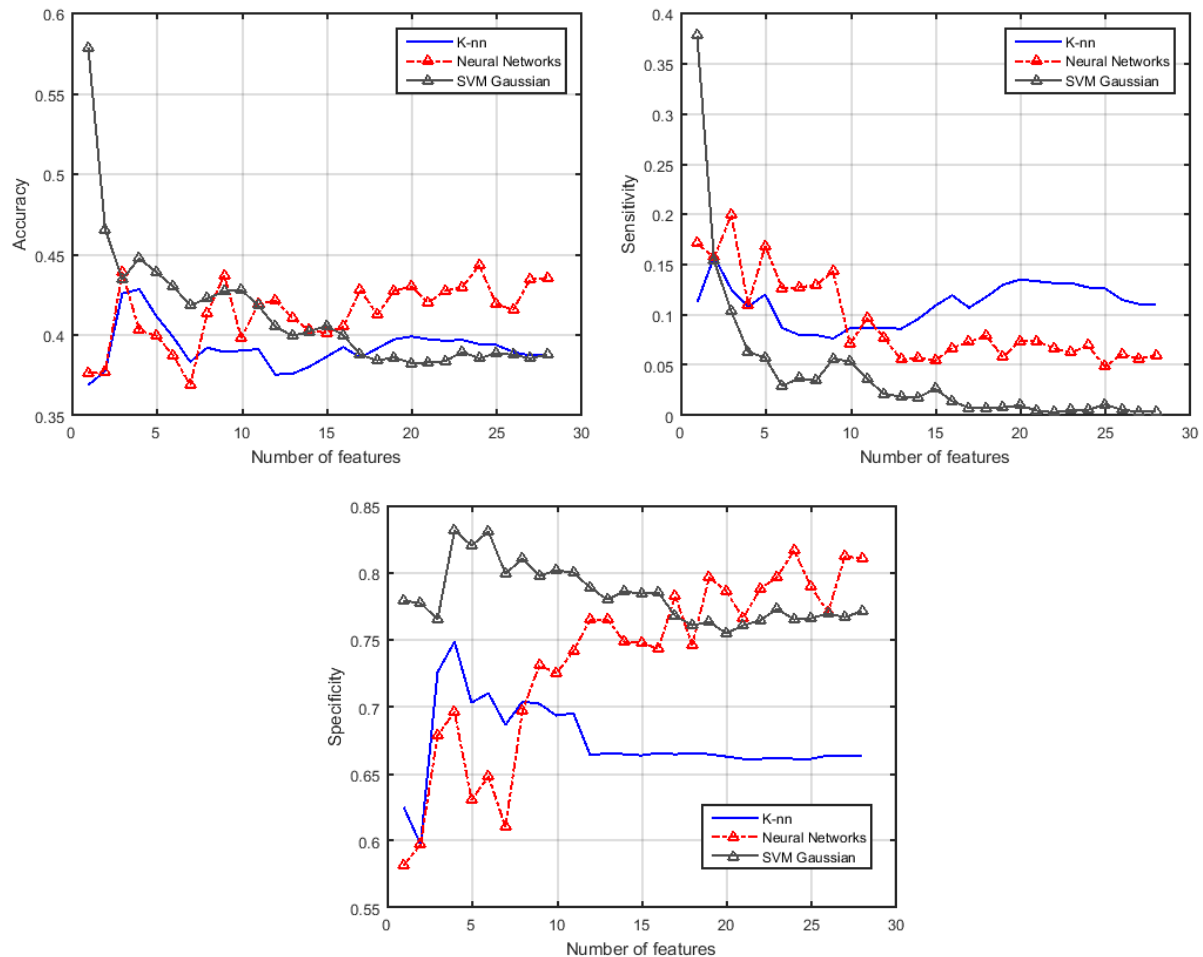 0.6
0.55
0.5
0.45
0.4
0.35
Accuracy
0 5 10 15 20 25 30
Number of features
K-nn
Neural Networks
SVM Gaussian
0.4
0.35
0.3
0.25
0.2
0.15
0.1
0.05
0
Sensitivity
0 5 10 15 20 25 30
Number of features
K-nn
Neural Networks
SVM Gaussian
0.85
0.8
0.75
0.7
0.65
0.6
0.55
Specificity
0 5 10 15 20 25 30
Number of features
K-nn
Neural Networks
SVM Gaussian